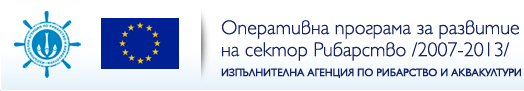 Оперативна програма за развитие
на сектор Рибарство /2007-2013/
ИЗПЪЛНИТЕЛНА АГЕНЦИЯ ПО РИБАРСТВО И АКВАКУЛТУРИ